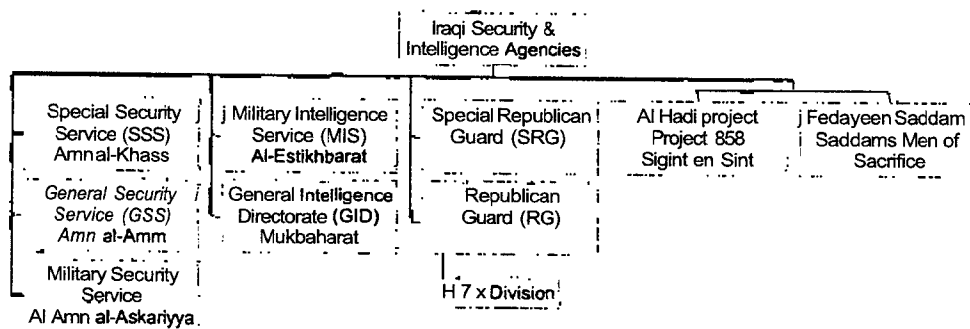 Iraqi Security &
Intelligence Agencies
Special Security
Service (SSS)
Amnal-Khass
General Security
Service (GSS)
Amn al-Amm
Military Security
Service
Al Amn al-Askariyya
Military Intelligence
Service (MIS)
Al-Estikhbarat
General Intelligence
Directorate (GID)
Mukbaharat
Special Republican
Guard (SRG)
Republican
Guard (RG)
H 7 x Division
Al Hadi project
Project 858
Sigint en Sint
Fedayeen Saddam
Saddams Men of
Sacrifice